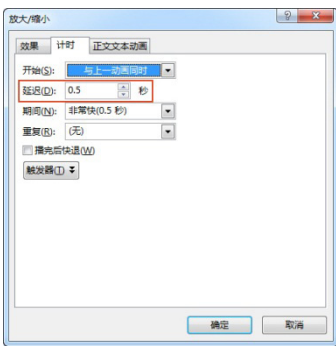 放大/缩小
效果 计时 正文文本动画
开始(S): 与上一动画同时
延迟(D): 0.5 秒
期间(N): 非常快(0.5 秒)
重复(R): (无)
播完后快退(W)
触发器(T)
确定 取消